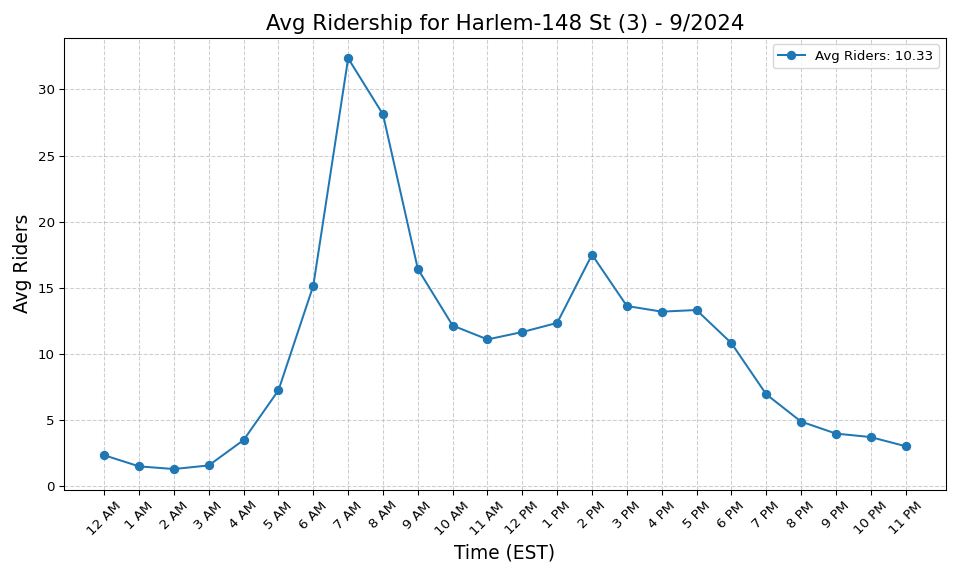 Avg Ridership for Harlem-148 St (3) - 9/2024
Avg Riders: 10.33
Avg Riders
30
25
20
15
10
5
0
12 AM
1 AM
2 AM
3 AM
4 AM
5 AM
6 AM
7 AM
8 AM
9 AM
10 AM
11 AM
12 PM
1 PM
2 PM
3 PM
4 PM
5 PM
6 PM
7 PM
8 PM
9 PM
10 PM
11 PM
Time (EST)